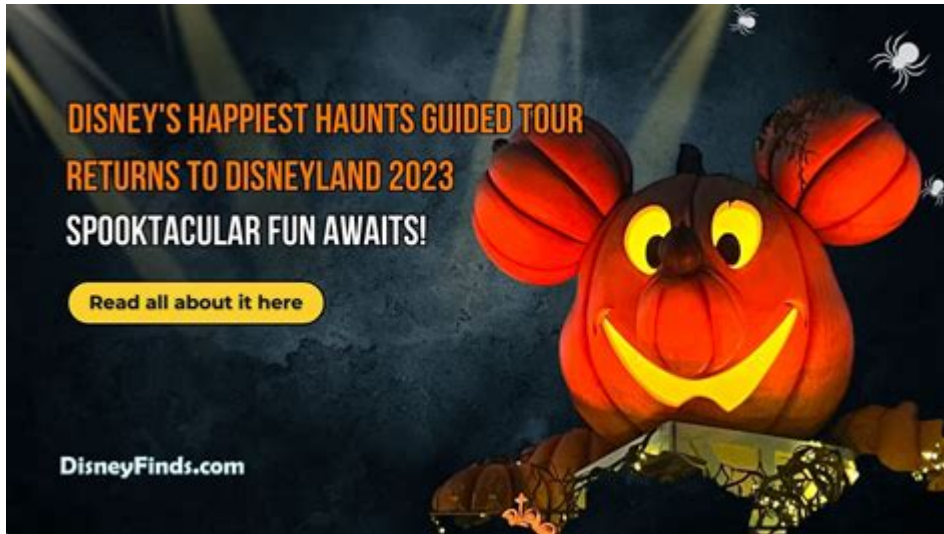 DISNEY'S HAPPIEST HAUNTS GUIDED TOUR
RETURNS TO DISNEYLAND 2023
SPOOKTACULAR FUN AWAITS!
Read all about it here
DisneyFinds.com